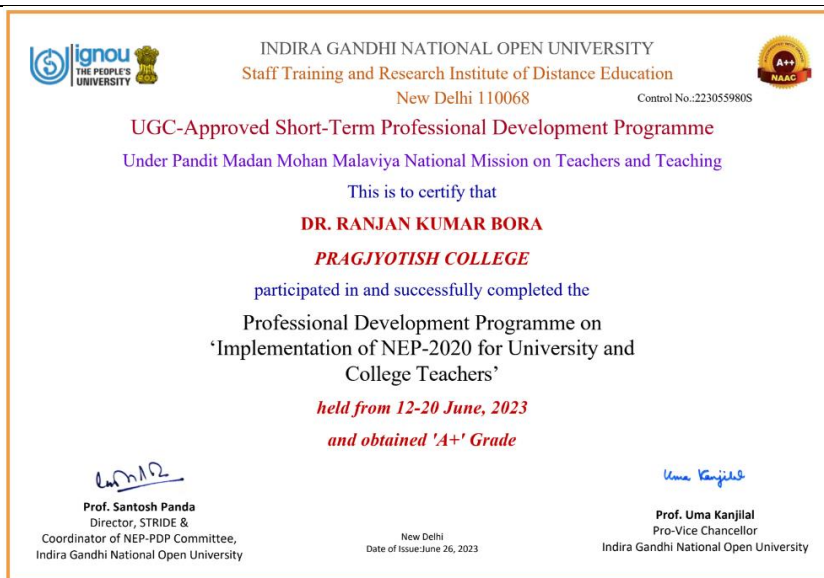 ignou
THE PEOPLE'S
UNIVERSITY
INDIRA GANDHI NATIONAL OPEN UNIVERSITY
Staff Training and Research Institute of Distance Education
New Delhi 110068
Control No.:223055980S
A++
NAAC
UGC-Approved Short-Term Professional Development Programme
Under Pandit Madan Mohan Malaviya National Mission on Teachers and Teaching
This is to certify that
DR. RANJAN KUMAR BORA
PRAGJYOTISH COLLEGE
participated in and successfully completed the
Professional Development Programme on
‘Implementation of NEP-2020 for University and
College Teachers’
held from 12-20 June, 2023
and obtained 'A+' Grade
Prof. Santosh Panda
Director, STRIDE &
Coordinator of NEP-PDP Committee,
Indira Gandhi National Open University
New Delhi
Date of Issue:June 26, 2023
Uma Kanjilal
Prof. Uma Kanjilal
Pro-Vice Chancellor
Indira Gandhi National Open University